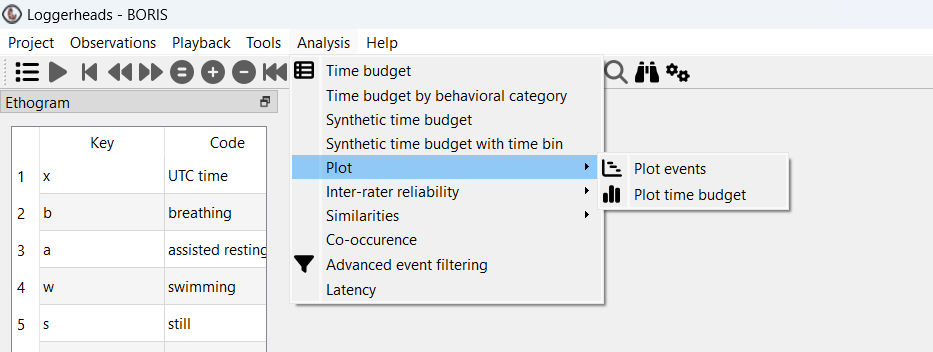 Loggerheads - BORIS
Project Observations Playback Tools Analysis Help
Ethogram
Key Code
1 x UTC time
2 b breathing
3 a assisted resting
4 w swimming
5 s still
Time budget
Time budget by behavioral category
Synthetic time budget
Synthetic time budget with time bin
Plot
Inter-rater reliability
Similarities
Co-occurence
Advanced event filtering
Latency
Plot events
Plot time budget